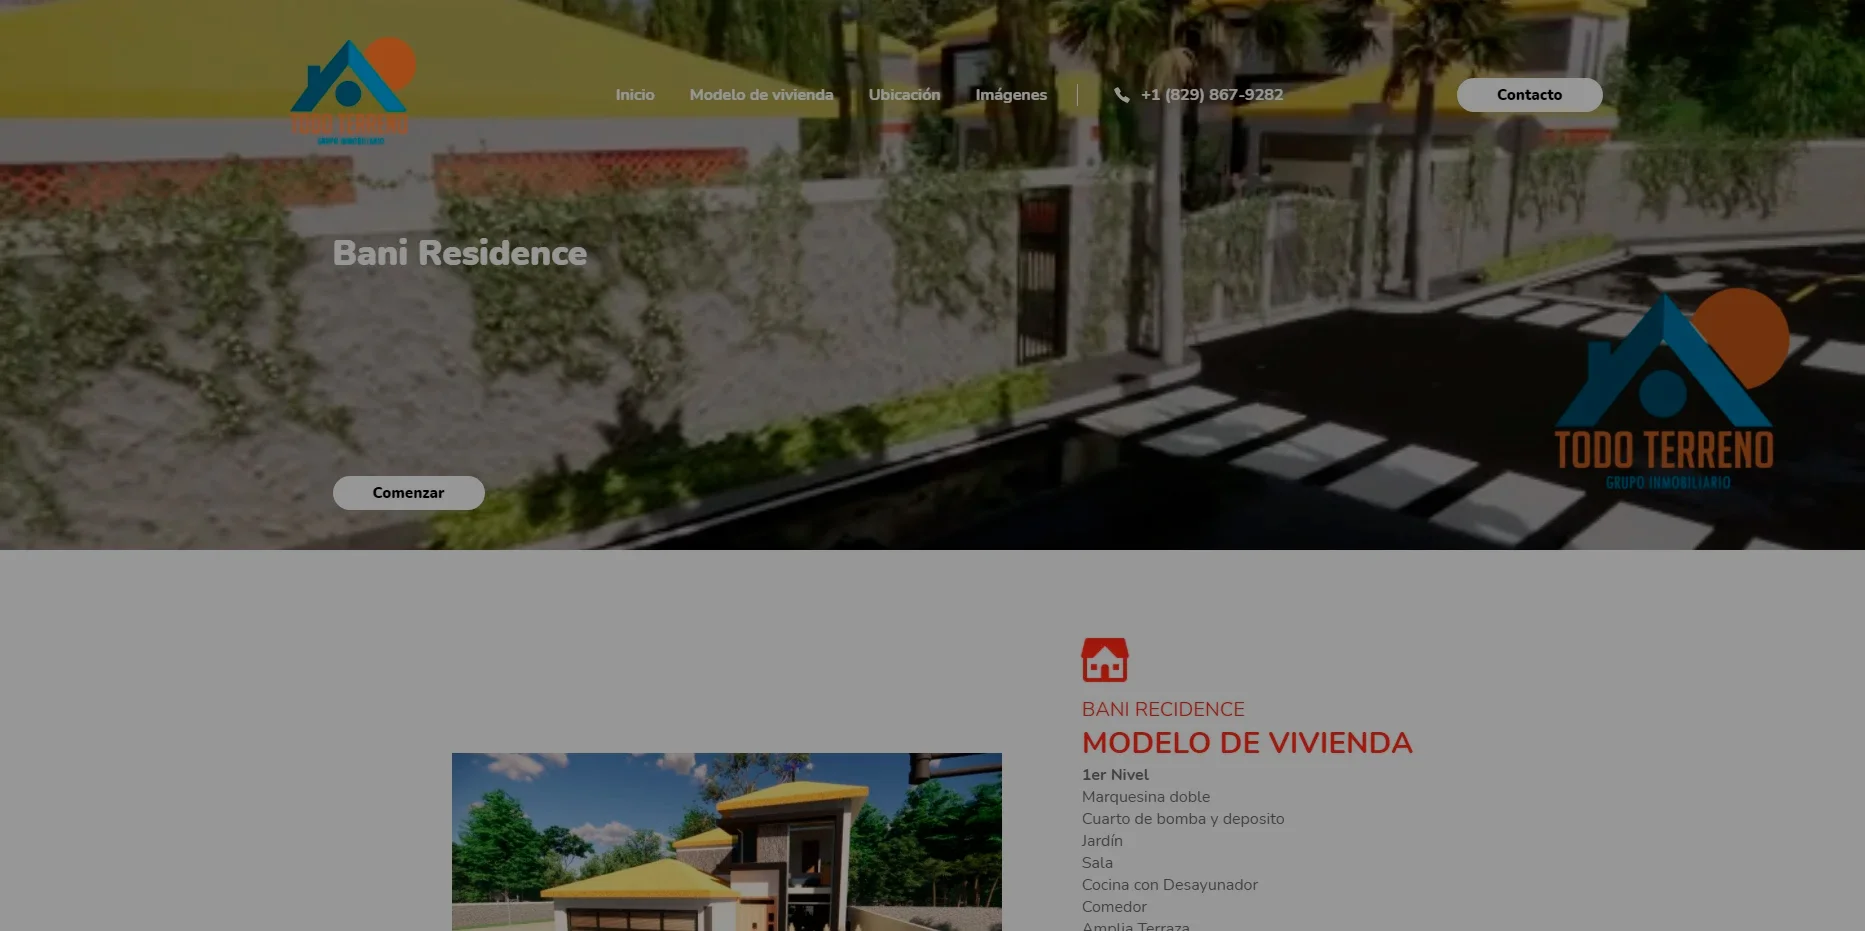 TODO TERRENO
GRUPO INMOBILIARIO
Inicio
Modelo de vivienda
Ubicación
Imágenes
+1 (829) 867-9282
Contacto
Bani Residence
TODO TERRENO
GRUPO INMOBILIARIO
Comenzar
BANI RECIDENCE
MODELO DE VIVIENDA
1er Nivel
Marquesina doble
Cuarto de bomba y deposito
Jardín
Sala
Cocina con Desayunador
Comedor
Amplia Terraza